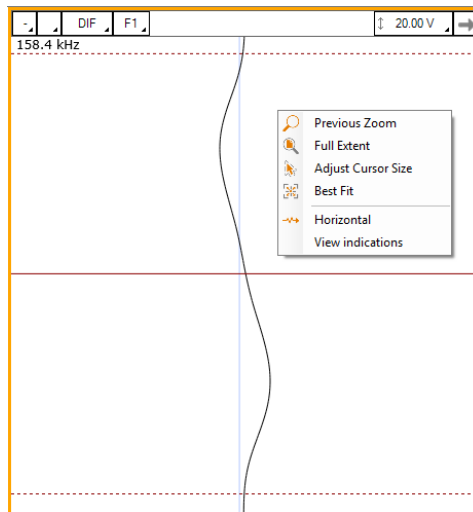 - DIF F1 20.00 V
158.4 kHz
Previous Zoom
Full Extent
Adjust Cursor Size
Best Fit
Horizontal
View indications